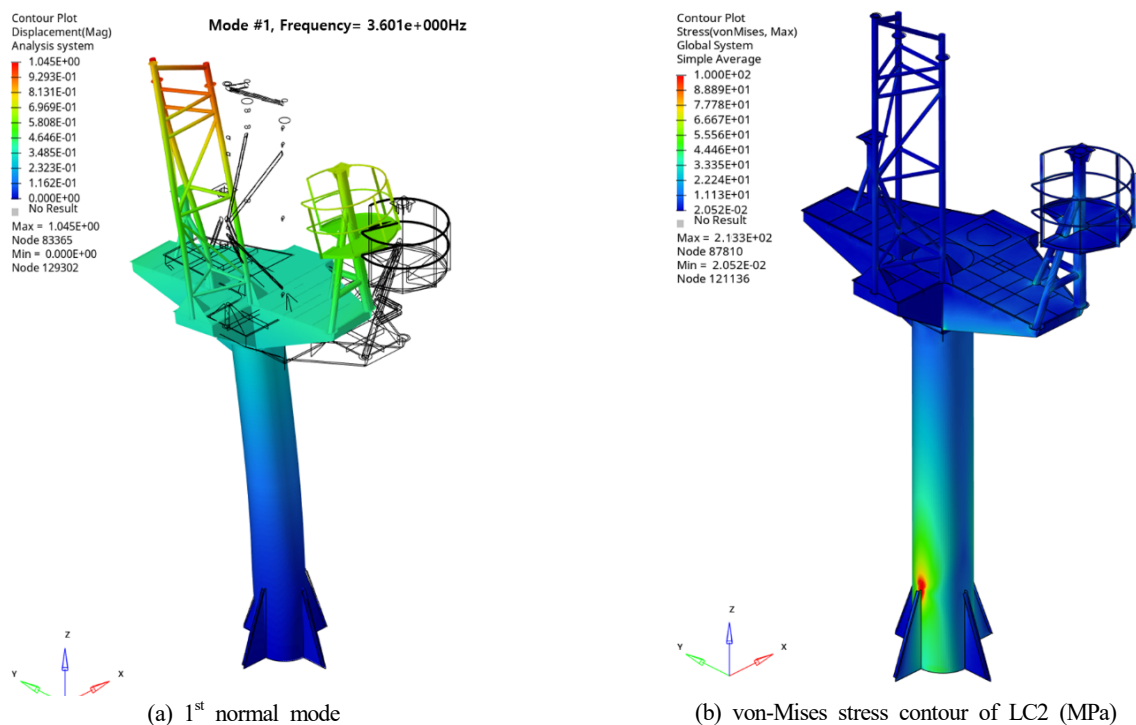 Contour Plot
Displacement(Mag)
Analysis system
1.045E+00
9.293E-01
8.131E-01
6.969E-01
5.808E-01
4.646E-01
3.485E-01
2.323E-01
1.162E-01
0.000E+00
No Result
Max = 1.045E+00
Node 83365
Min = 0.000E+00
Node 129302
Mode #1, Frequency= 3.601e+000Hz
Z
Y
X
(a) 1st normal mode
Contour Plot
Stress(vonMises, Max)
Global System
Simple Average
1.000E+02
8.889E+01
7.778E+01
6.667E+01
5.556E+01
4.446E+01
3.335E+01
2.224E+01
1.113E+01
2.052E-02
No Result
Max = 2.133E+02
Node 87810
Min = 2.052E-02
Node 121136
Z
Y
X
(b) von-Mises stress contour of LC2 (MPa)